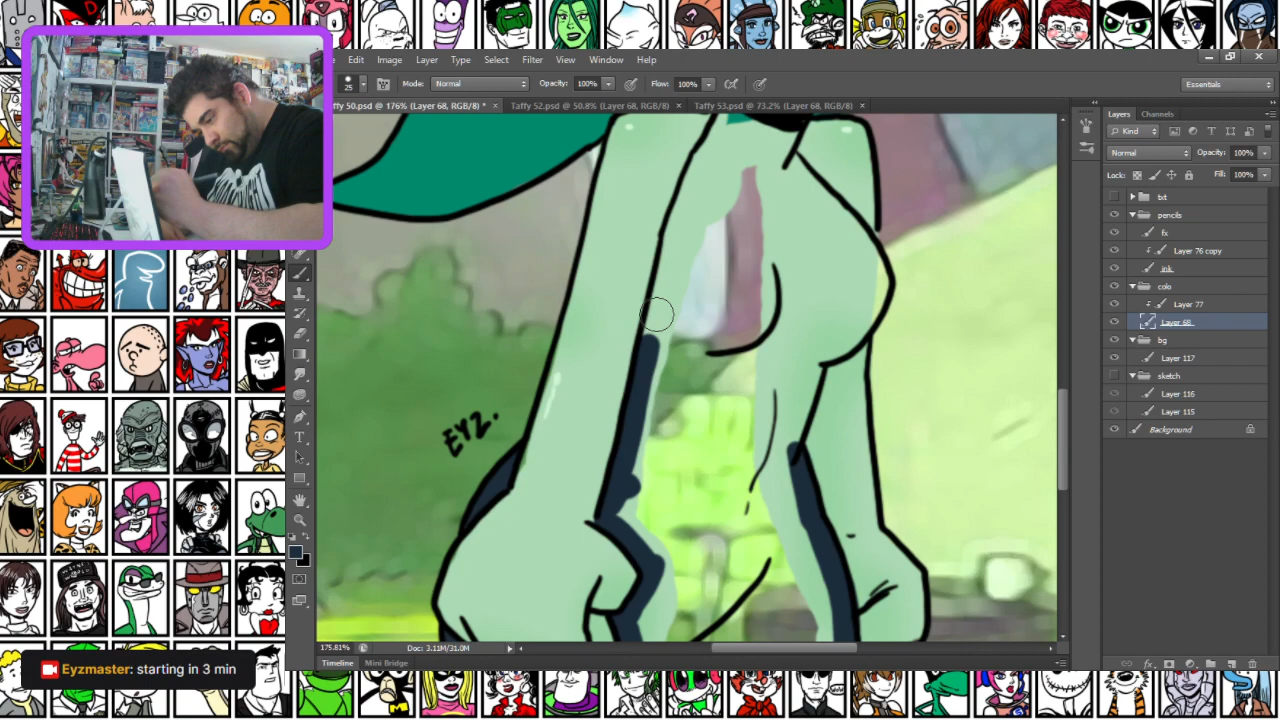 Image Layer Type Select Filter View Window Help
25 Mode: Normal Opacity: 100% Flow: 100% Essentials
ffy 50.psd @ 176% (Layer 68, RGB/8) * × Taffy 52.psd @ 50.8% (Layer 68, RGB/8) × Taffy 53.psd @ 73.2% (Layer 68, RGB/8) ×
Layers Channels
Kind
Normal Opacity: 100%
Lock: Fill: 100%
txt
pencils
fx
Layer 76 copy
ink
colo
Layer 77
Layer 68
bg
Layer 117
sketch
Layer 116
Layer 115
Background
EYZ.
175.81% Doc: 3.11M/31.0M
Timeline Mini Bridge
Eyzmaster: starting in 3 min